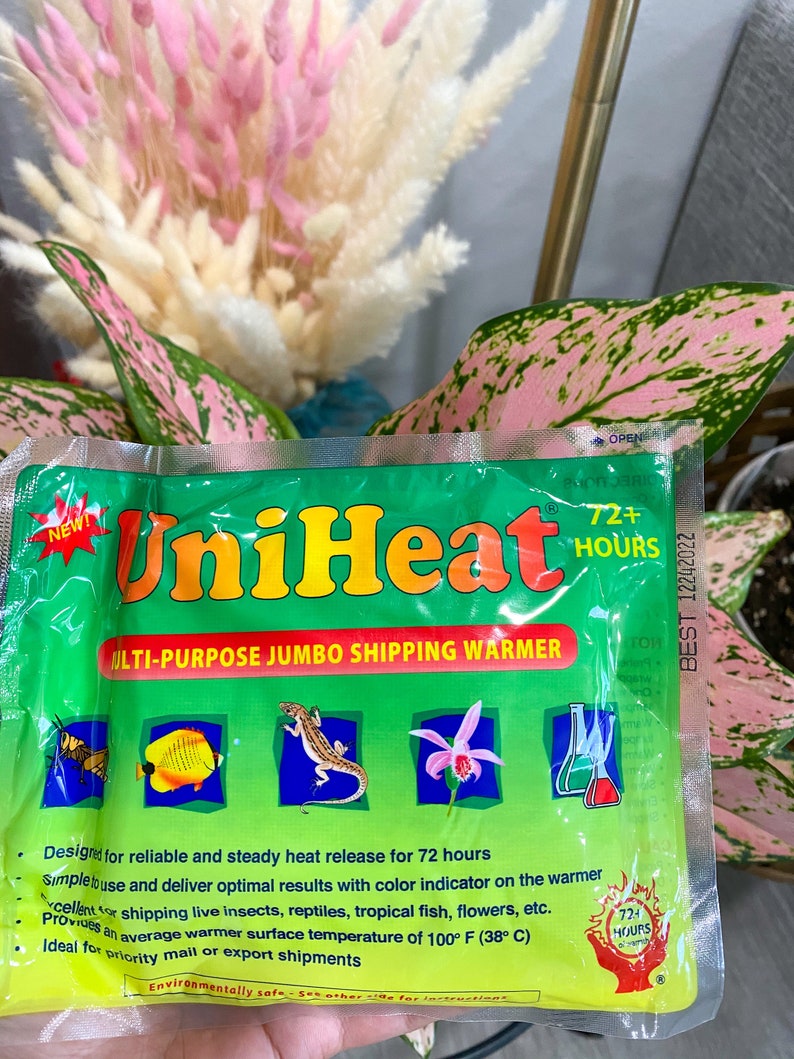 OPEN
NEW!
UniHeat®
72+
HOURS
BEST 12242022
MULTI-PURPOSE JUMBO SHIPPING WARMER
• Designed for reliable and steady heat release for 72 hours
• Simple to use and deliver optimal results with color indicator on the warmer
• Excellent for shipping live insects, reptiles, tropical fish, flowers, etc.
• Provides an average warmer surface temperature of 100° F (38° C)
• Ideal for priority mail or export shipments
72+
HOURS
of warmth
®
Environmentally safe - See other side for instructions
DIRECTIONS